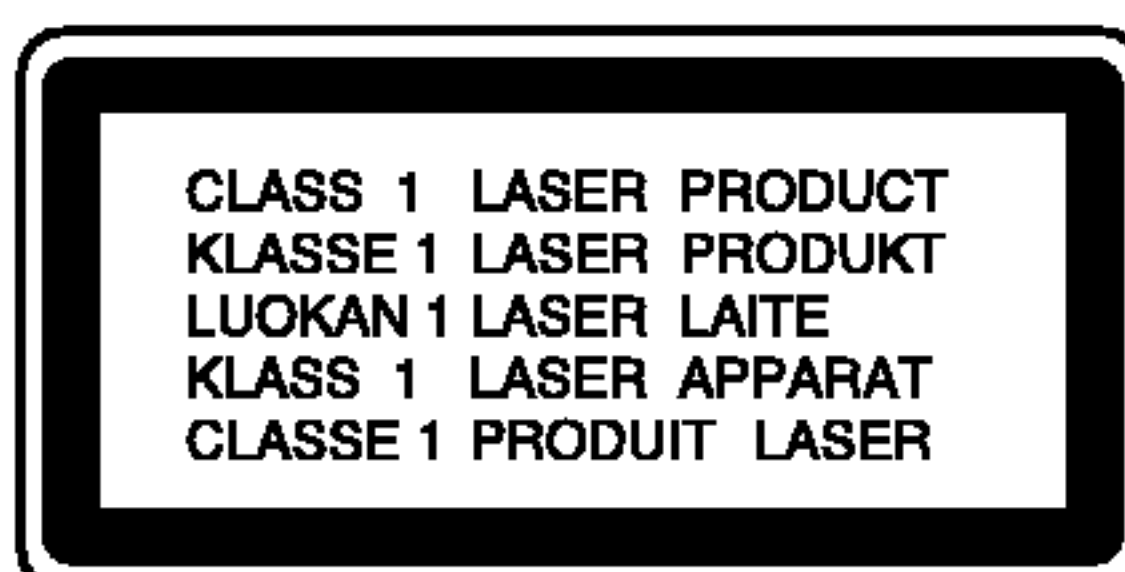 CLASS 1 LASER PRODUCT
KLASSE 1 LASER PRODUKT
LUOKAN 1 LASER LAITE
KLASS 1 LASER APPARAT
CLASSE 1 PRODUIT LASER